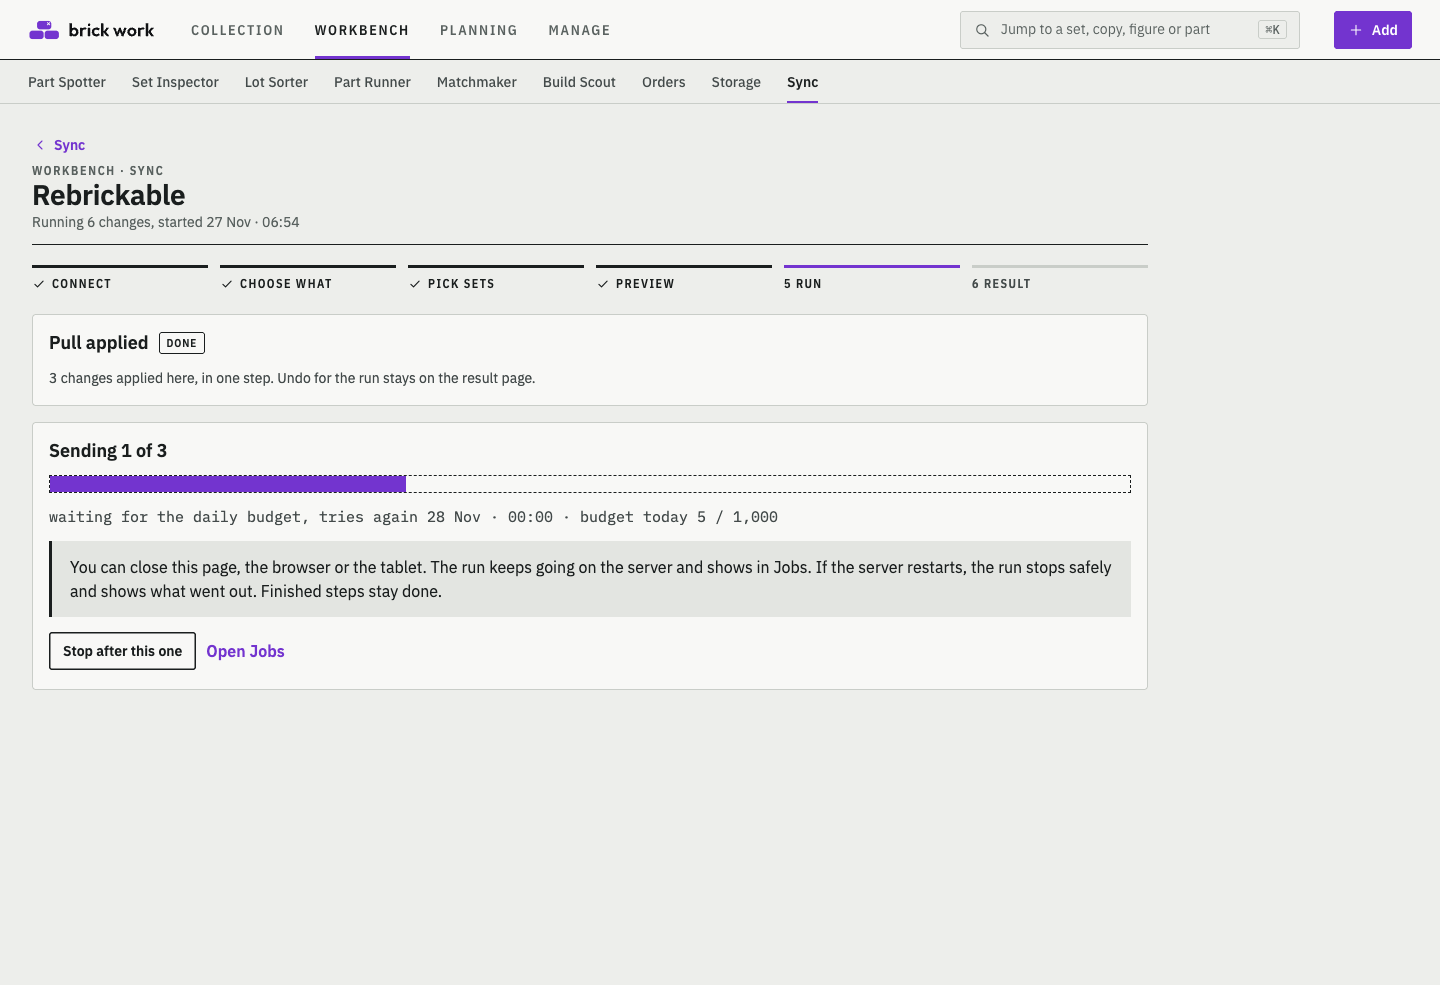 brick work
COLLECTION
WORKBENCH
PLANNING
MANAGE
Jump to a set, copy, figure or part
⌘K
Add
Part Spotter
Set Inspector
Lot Sorter
Part Runner
Matchmaker
Build Scout
Orders
Storage
Sync
Sync
WORKBENCH · SYNC
Rebrickable
Running 6 changes, started 27 Nov · 06:54
CONNECT
CHOOSE WHAT
PICK SETS
PREVIEW
5 RUN
6 RESULT
Pull applied
DONE
3 changes applied here, in one step. Undo for the run stays on the result page.
Sending 1 of 3
waiting for the daily budget, tries again 28 Nov · 00:00 · budget today 5 / 1,000
You can close this page, the browser or the tablet. The run keeps going on the server and shows in Jobs. If the server restarts, the run stops safely
and shows what went out. Finished steps stay done.
Stop after this one
Open Jobs